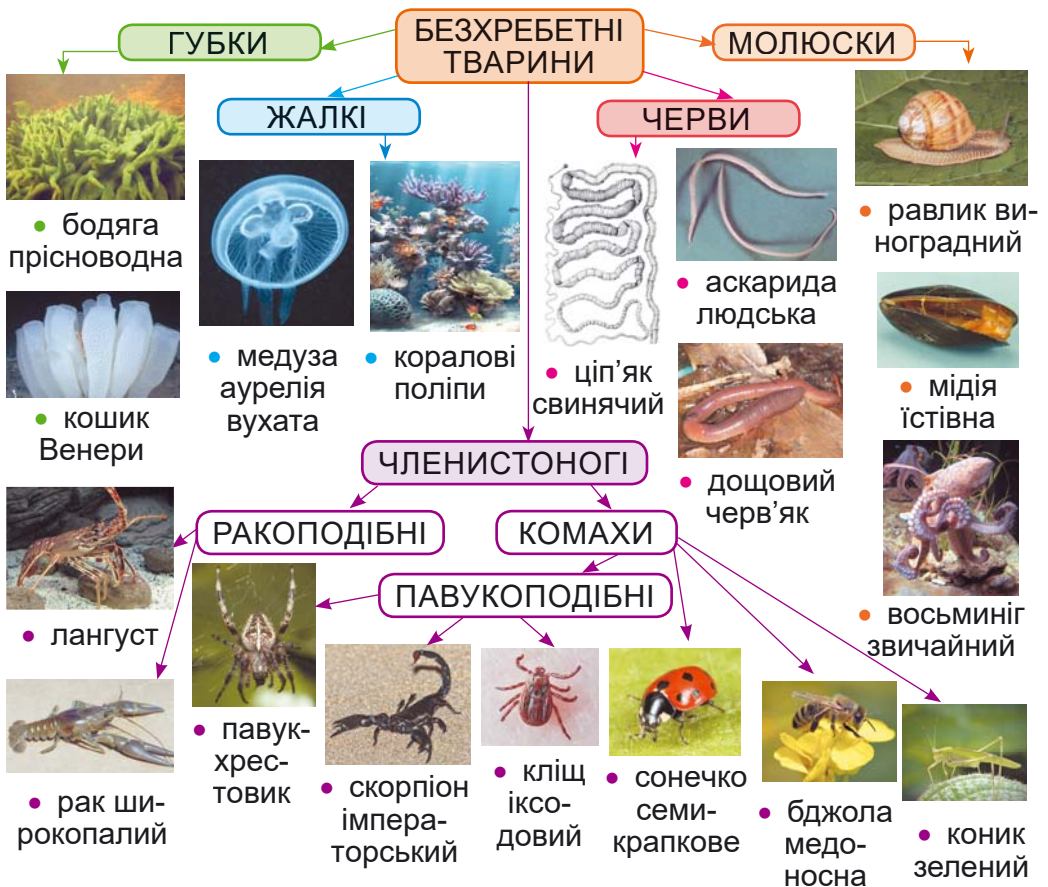 БЕЗХРЕБЕТНІ
ТВАРИНИ
ГУБКИ
• бодяга
прісноводна
• кошик
Венери
ЖАЛКІ
• медуза
аурелія
вухата
• коралові
поліпи
ЧЕРВИ
• ціп’як
свинячий
• аскарида
людська
• дощовий
черв’як
МОЛЮСКИ
• равлик ви-
ноградний
• мідія
їстівна
• восьминіг
звичайний
ЧЛЕНИСТОНОГІ
РАКОПОДІБНІ
• лангуст
• рак ши-
рокопалий
КОМАХИ
ПАВУКОПОДІБНІ
• павук-
хрес-
товик
• скорпіон
імпера-
торський
• кліщ
іксо-
довий
• сонечко
семи-
крапкове
• бджола
медо-
носна
• коник
зелений